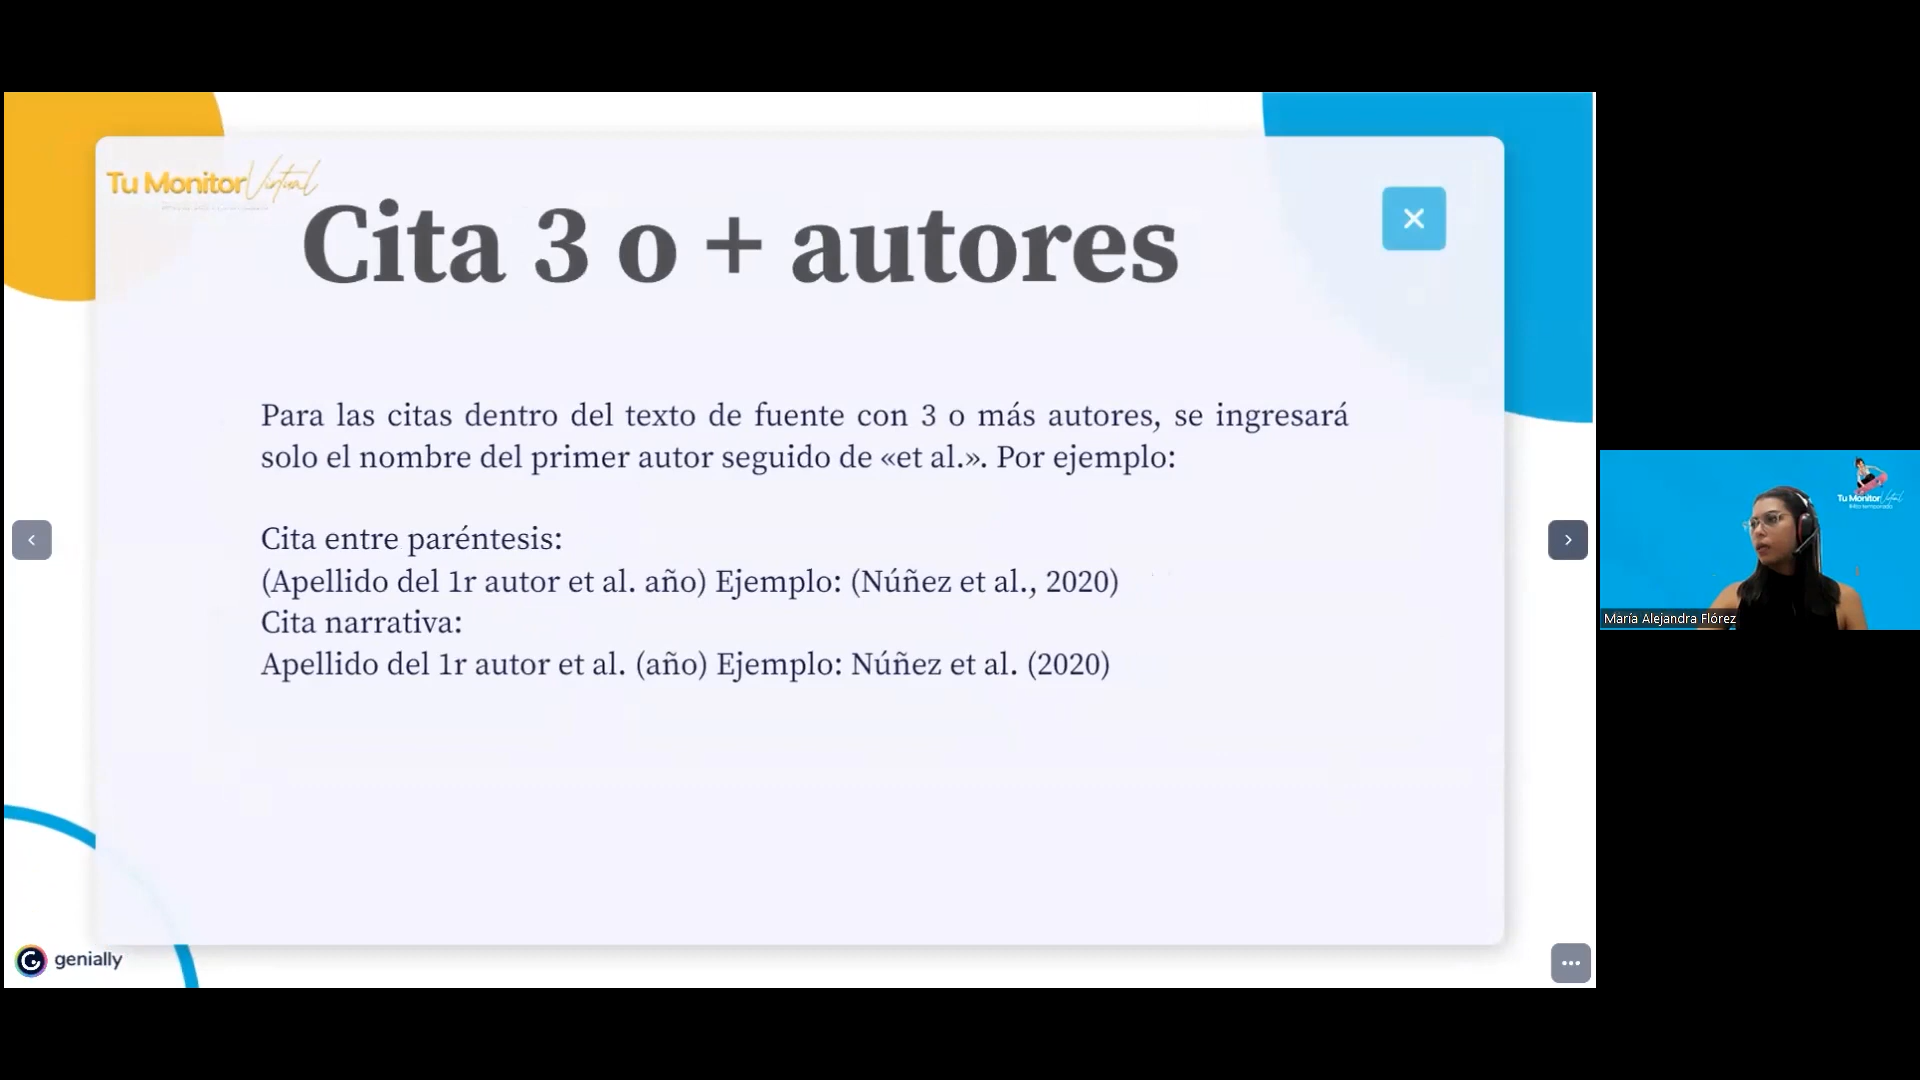 Tu Monitor Virtual
Cita 3 o + autores
Para las citas dentro del texto de fuente con 3 o más autores, se ingresará
solo el nombre del primer autor seguido de «et al.». Por ejemplo:
Cita entre paréntesis:
(Apellido del 1r autor et al. año) Ejemplo: (Núñez et al., 2020)
Cita narrativa:
Apellido del 1r autor et al. (año) Ejemplo: Núñez et al. (2020)
genially
Tu Monitor Virtual
María Alejandra Flórez